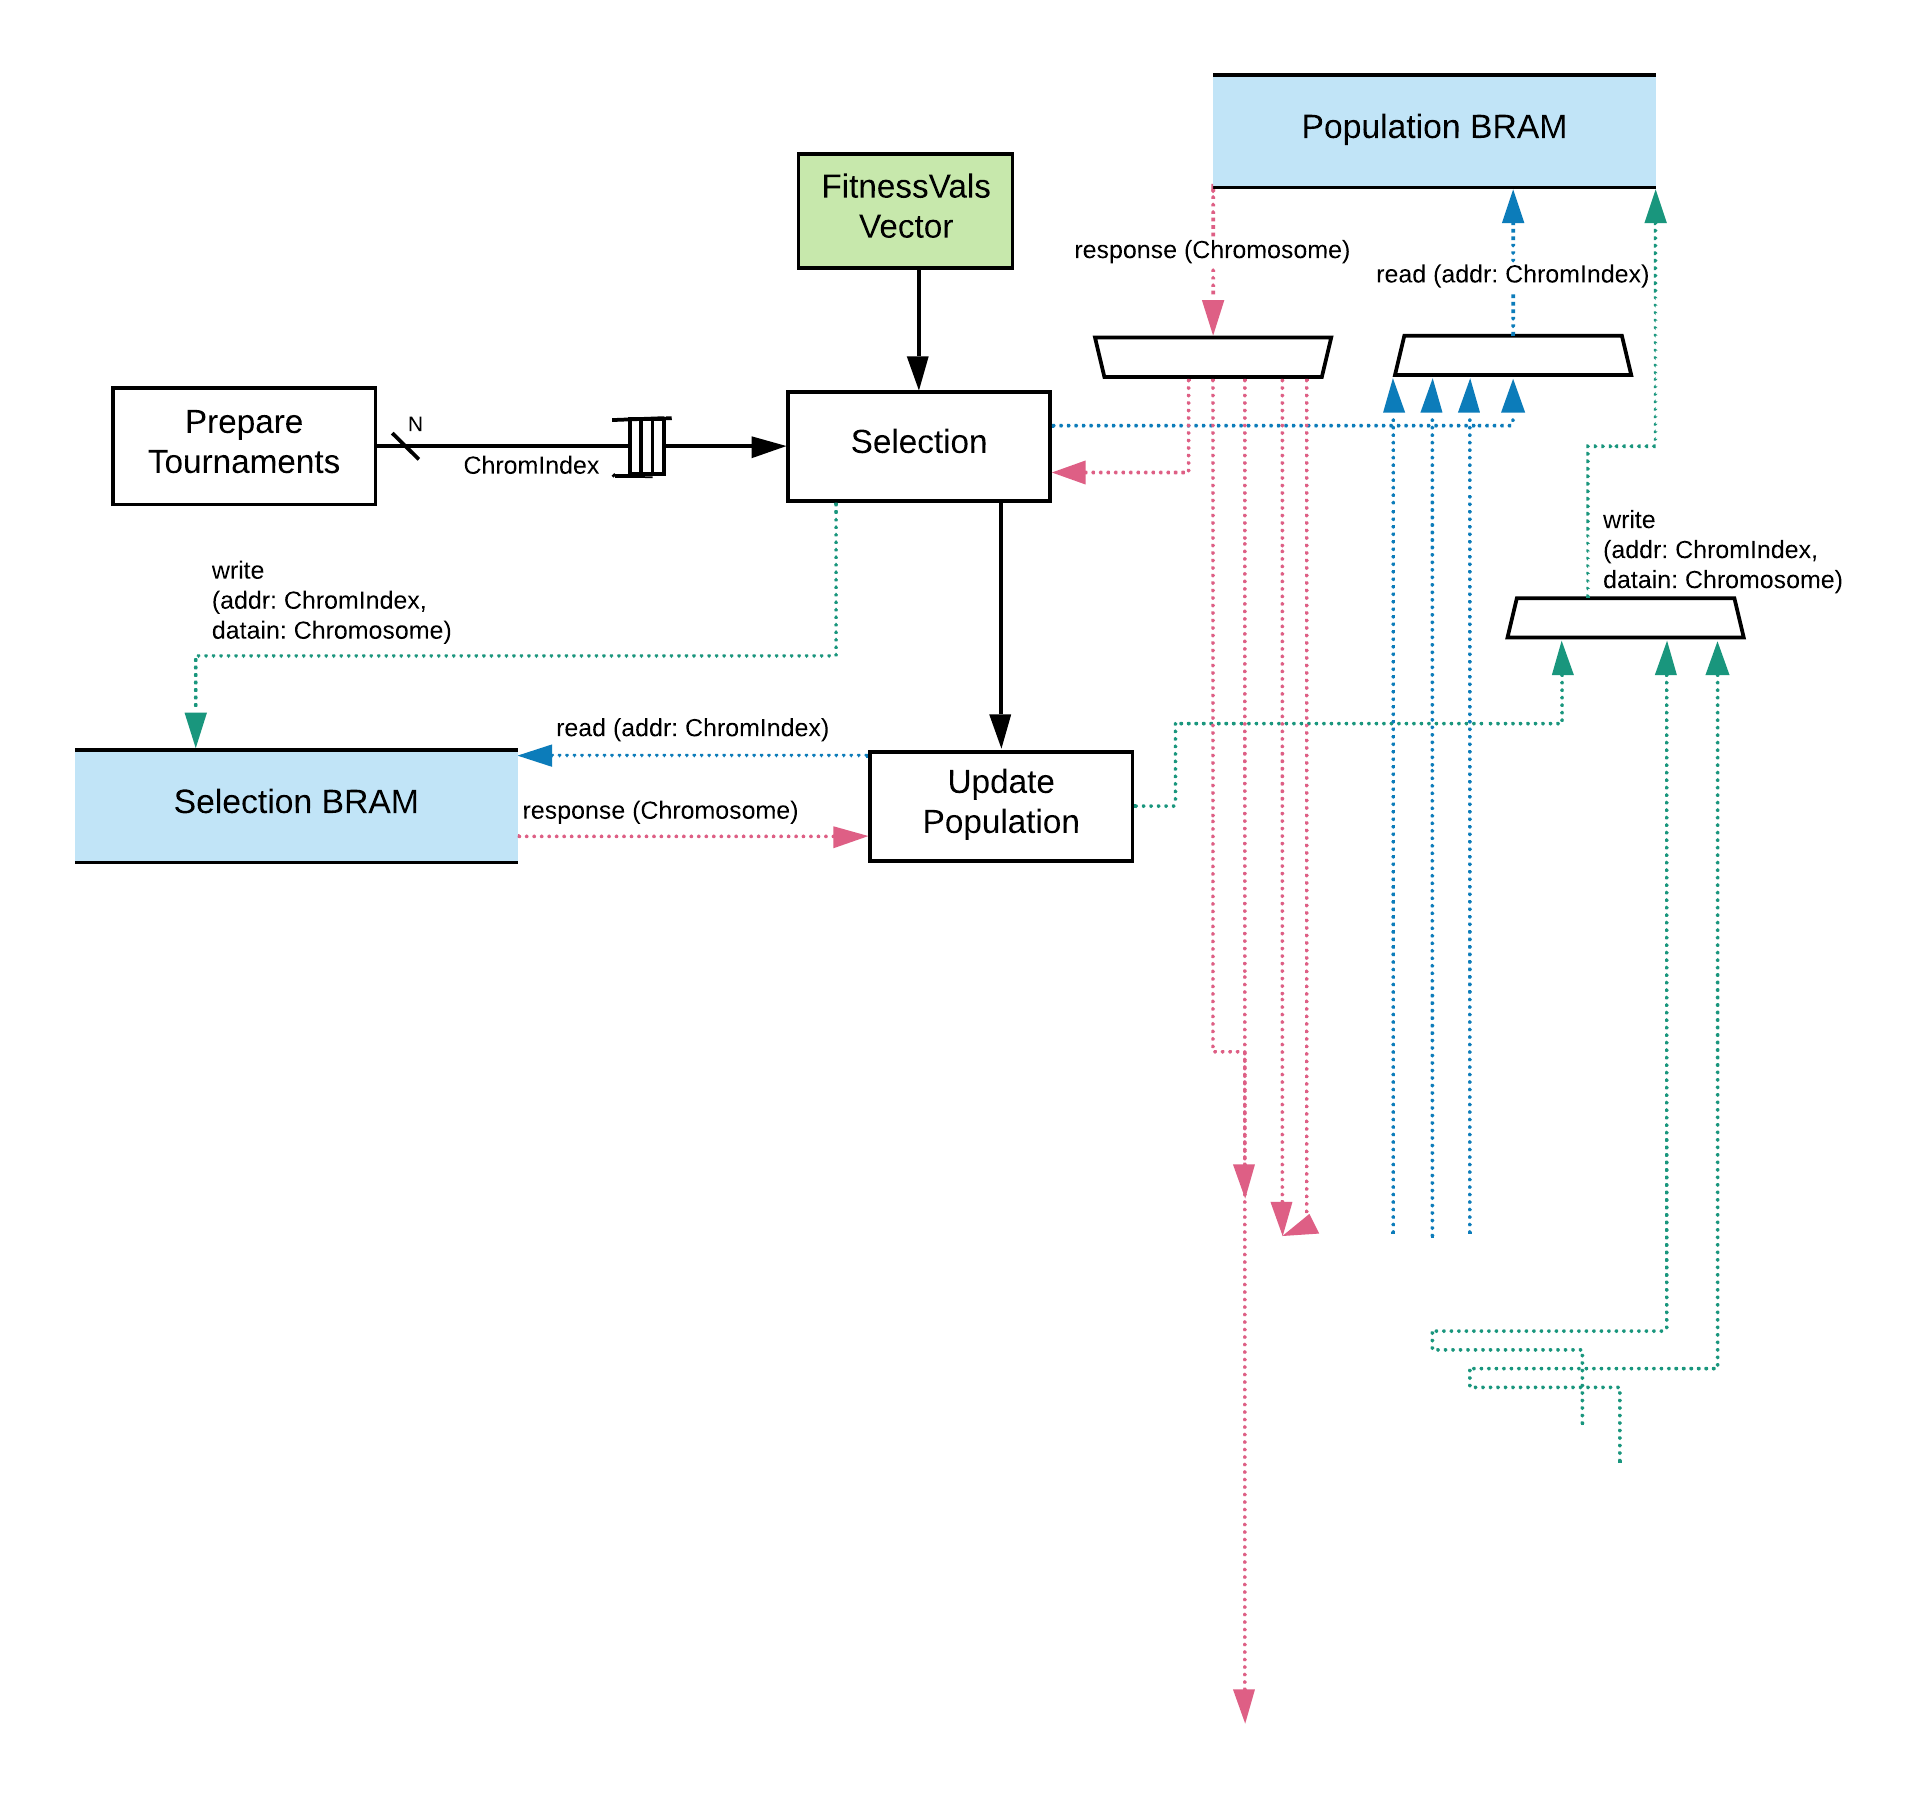 Population BRAM
FitnessVals
Vector
response (Chromosome)
read (addr: ChromIndex)
Prepare
Tournaments
N
ChromIndex
Selection
write
(addr: ChromIndex,
datain: Chromosome)
write
(addr: ChromIndex,
datain: Chromosome)
read (addr: ChromIndex)
Selection BRAM
response (Chromosome)
Update
Population